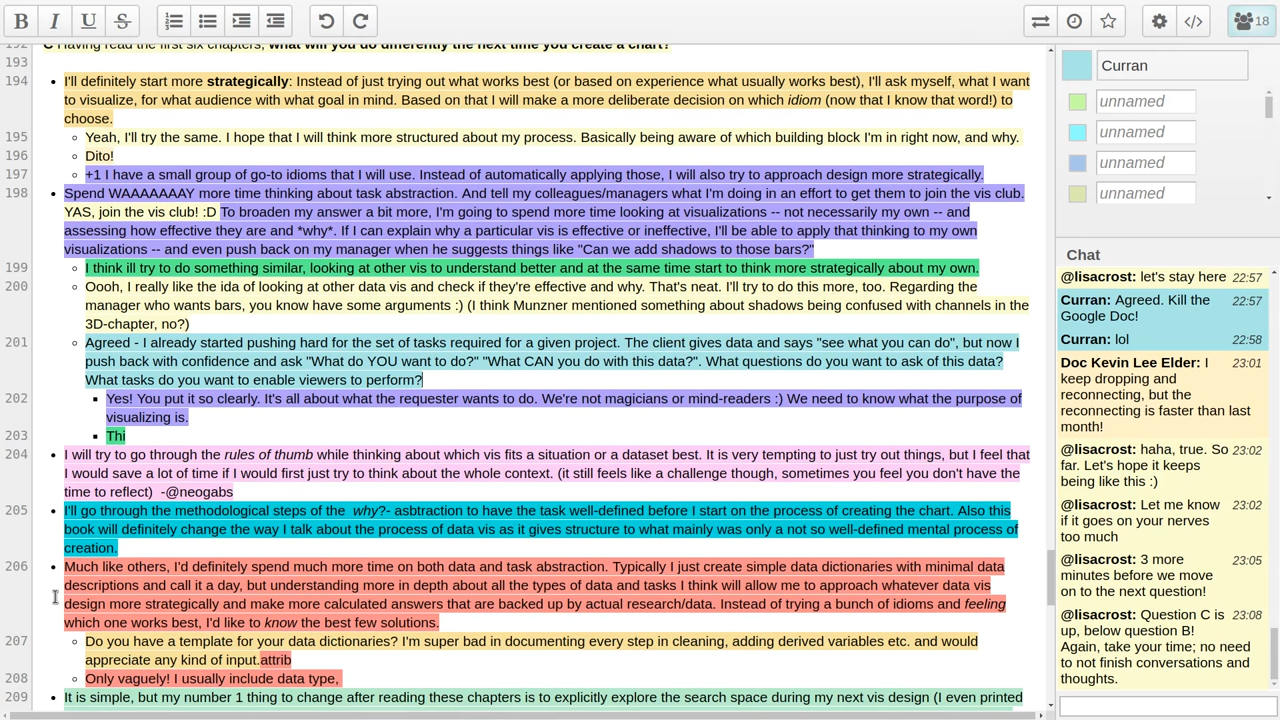 B I U S
18
192
C Having read the first six chapters, what will you do differently the next time you create a chart?
193
194
I'll definitely start more strategically: Instead of just trying out what works best (or based on experience what usually works best), I'll ask myself, what I want
to visualize, for what audience with what goal in mind. Based on that I will make a more deliberate decision on which idiom (now that I know that word!) to
choose.
195
Yeah, I'll try the same. I hope that I will think more structured about my process. Basically being aware of which building block I'm in right now, and why.
196
Dito!
197
+1 I have a small group of go-to idioms that I will use. Instead of automatically applying those, I will also try to approach design more strategically.
198
Spend WAAAAAAAY more time thinking about task abstraction. And tell my colleagues/managers what I'm doing in an effort to get them to join the vis club.
YAS, join the vis club! :D To broaden my answer a bit more, I'm going to spend more time looking at visualizations -- not necessarily my own -- and
assessing how effective they are and *why*. If I can explain why a particular vis is effective or ineffective, I'll be able to apply that thinking to my own
visualizations -- and even push back on my manager when he suggests things like "Can we add shadows to those bars?"
199
I think ill try to do something similar, looking at other vis to understand better and at the same time start to think more strategically about my own.
200
Oooh, I really like the ida of looking at other data vis and check if they're effective and why. That's neat. I'll try to do this more, too. Regarding the
manager who wants bars, you know have some arguments :) (I think Munzner mentioned something about shadows being confused with channels in the
3D-chapter, no?)
201
Agreed - I already started pushing hard for the set of tasks required for a given project. The client gives data and says "see what you can do", but now I
push back with confidence and ask "What do YOU want to do?" "What CAN you do with this data?". What questions do you want to ask of this data?
What tasks do you want to enable viewers to perform?
202
Yes! You put it so clearly. It's all about what the requester wants to do. We're not magicians or mind-readers :) We need to know what the purpose of
visualizing is.
203
Thi
204
I will try to go through the rules of thumb while thinking about which vis fits a situation or a dataset best. It is very tempting to just try out things, but I feel that
I would save a lot of time if I would first just try to think about the whole context. (it still feels like a challenge though, sometimes you feel you don't have the
time to reflect) -@neogabs
205
I'll go through the methodological steps of the why?- asbtraction to have the task well-defined before I start on the process of creating the chart. Also this
book will definitely change the way I talk about the process of data vis as it gives structure to what mainly was only a not so well-defined mental process of
creation.
206
Much like others, I'd definitely spend much more time on both data and task abstraction. Typically I just create simple data dictionaries with minimal data
descriptions and call it a day, but understanding more in depth about all the types of data and tasks I think will allow me to approach whatever data vis
design more strategically and make more calculated answers that are backed up by actual research/data. Instead of trying a bunch of idioms and feeling
which one works best, I'd like to know the best few solutions.
207
Do you have a template for your data dictionaries? I'm super bad in documenting every step in cleaning, adding derived variables etc. and would
appreciate any kind of input.attrib
208
Only vaguely! I usually include data type,
209
It is simple, but my number 1 thing to change after reading these chapters is to explicitly explore the search space during my next vis design (I even printed
Curran
unnamed
unnamed
unnamed
unnamed
Chat
@lisacrost: let's stay here 22:57
Curran: Agreed. Kill the 22:57
Google Doc!
Curran: lol 22:58
Doc Kevin Lee Elder: I 23:01
keep dropping and
reconnecting, but the
reconnecting is faster than last
month!
@lisacrost: haha, true. So 23:02
far. Let's hope it keeps
being like this :)
@lisacrost: Let me know 23:02
if it goes on your nerves
too much
@lisacrost: 3 more 23:05
minutes before we move
on to the next question!
@lisacrost: Question C is 23:08
up, below question B!
Again, take your time; no need
to not finish conversations and
thoughts.